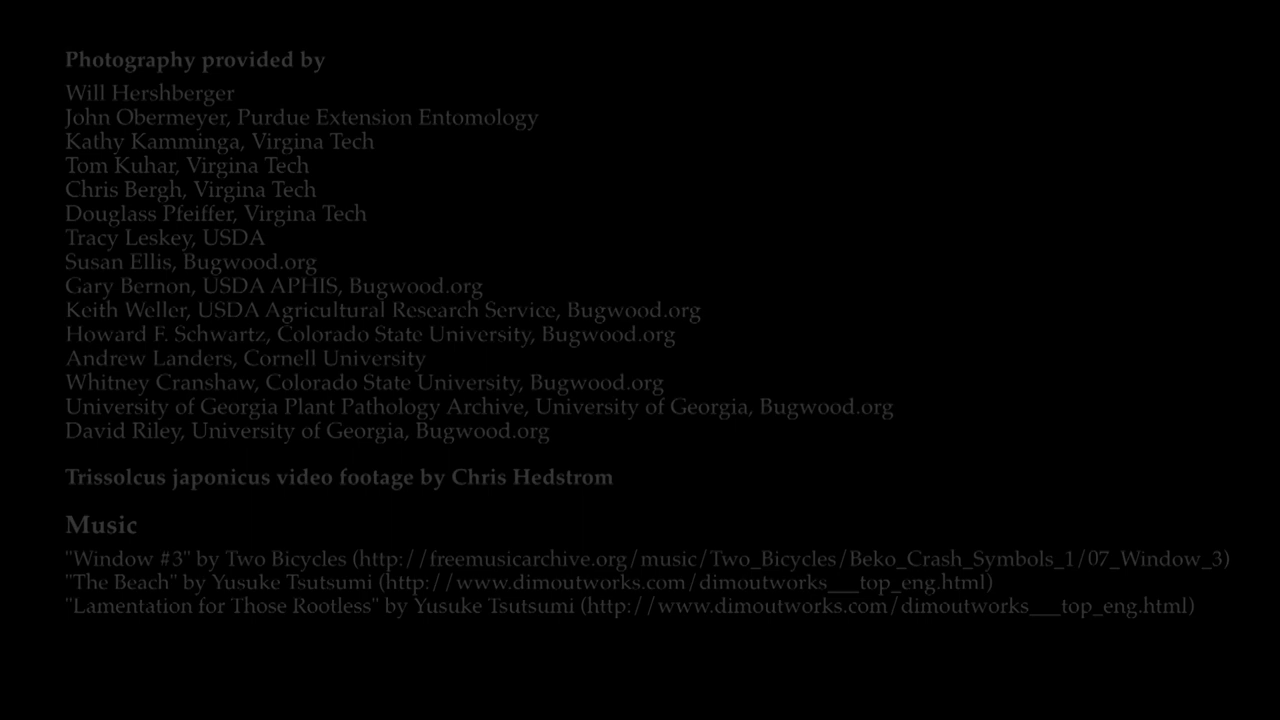 Photography provided by
Will Hershberger
John Obermeyer, Purdue Extension Entomology
Kathy Kamminga, Virgina Tech
Tom Kuhar, Virgina Tech
Chris Bergh, Virgina Tech
Douglass Pfeiffer, Virgina Tech
Tracy Leskey, USDA
Susan Ellis, Bugwood.org
Gary Bernon, USDA APHIS, Bugwood.org
Keith Weller, USDA Agricultural Research Service, Bugwood.org
Howard F. Schwartz, Colorado State University, Bugwood.org
Andrew Landers, Cornell University
Whitney Cranshaw, Colorado State University, Bugwood.org
University of Georgia Plant Pathology Archive, University of Georgia, Bugwood.org
David Riley, University of Georgia, Bugwood.org
Trissolcus japonicus video footage by Chris Hedstrom
Music
"Window #3" by Two Bicycles (http://freemusicarchive.org/music/Two_Bicycles/Beko_Crash_Symbols_1/07_Window_3)
"The Beach" by Yusuke Tsutsumi (http://www.dimoutworks.com/dimoutworks___top_eng.html)
"Lamentation for Those Rootless" by Yusuke Tsutsumi (http://www.dimoutworks.com/dimoutworks___top_eng.html)